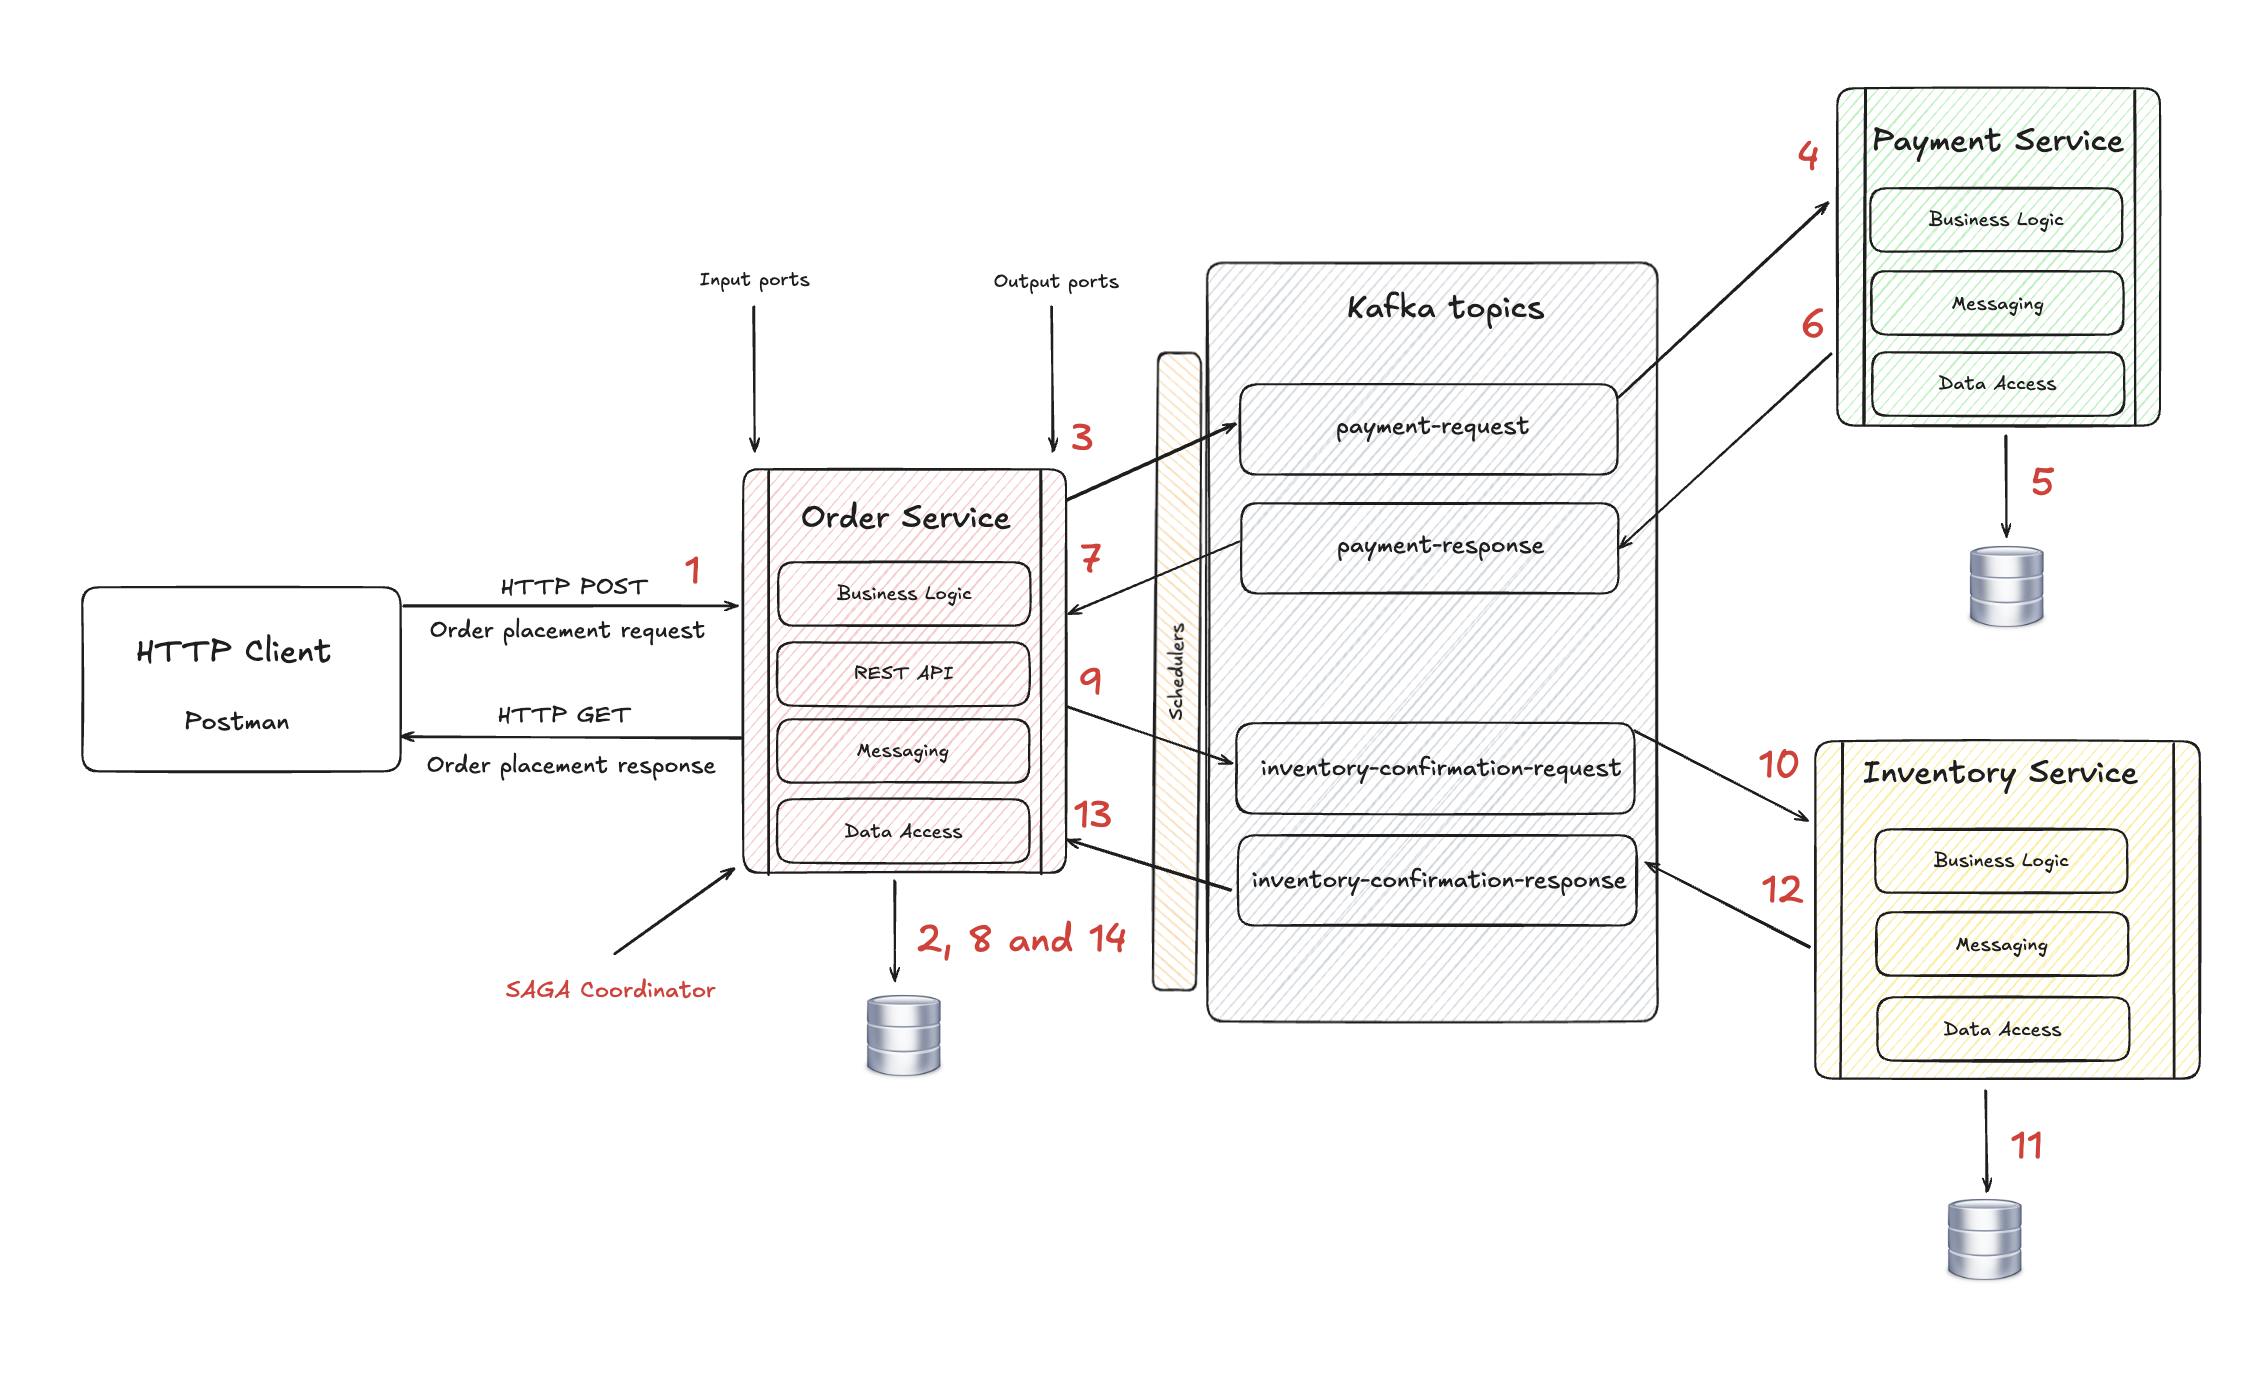 Input ports
Output ports
HTTP Client
Postman
HTTP POST
Order placement request
HTTP GET
Order placement response
1
Order Service
Business Logic
REST API
Messaging
Data Access
SAGA Coordinator
2, 8 and 14
3
7
9
13
Schedulers
Kafka topics
payment-request
payment-response
inventory-confirmation-request
inventory-confirmation-response
4
6
Payment Service
Business Logic
Messaging
Data Access
5
10
12
Inventory Service
Business Logic
Messaging
Data Access
11